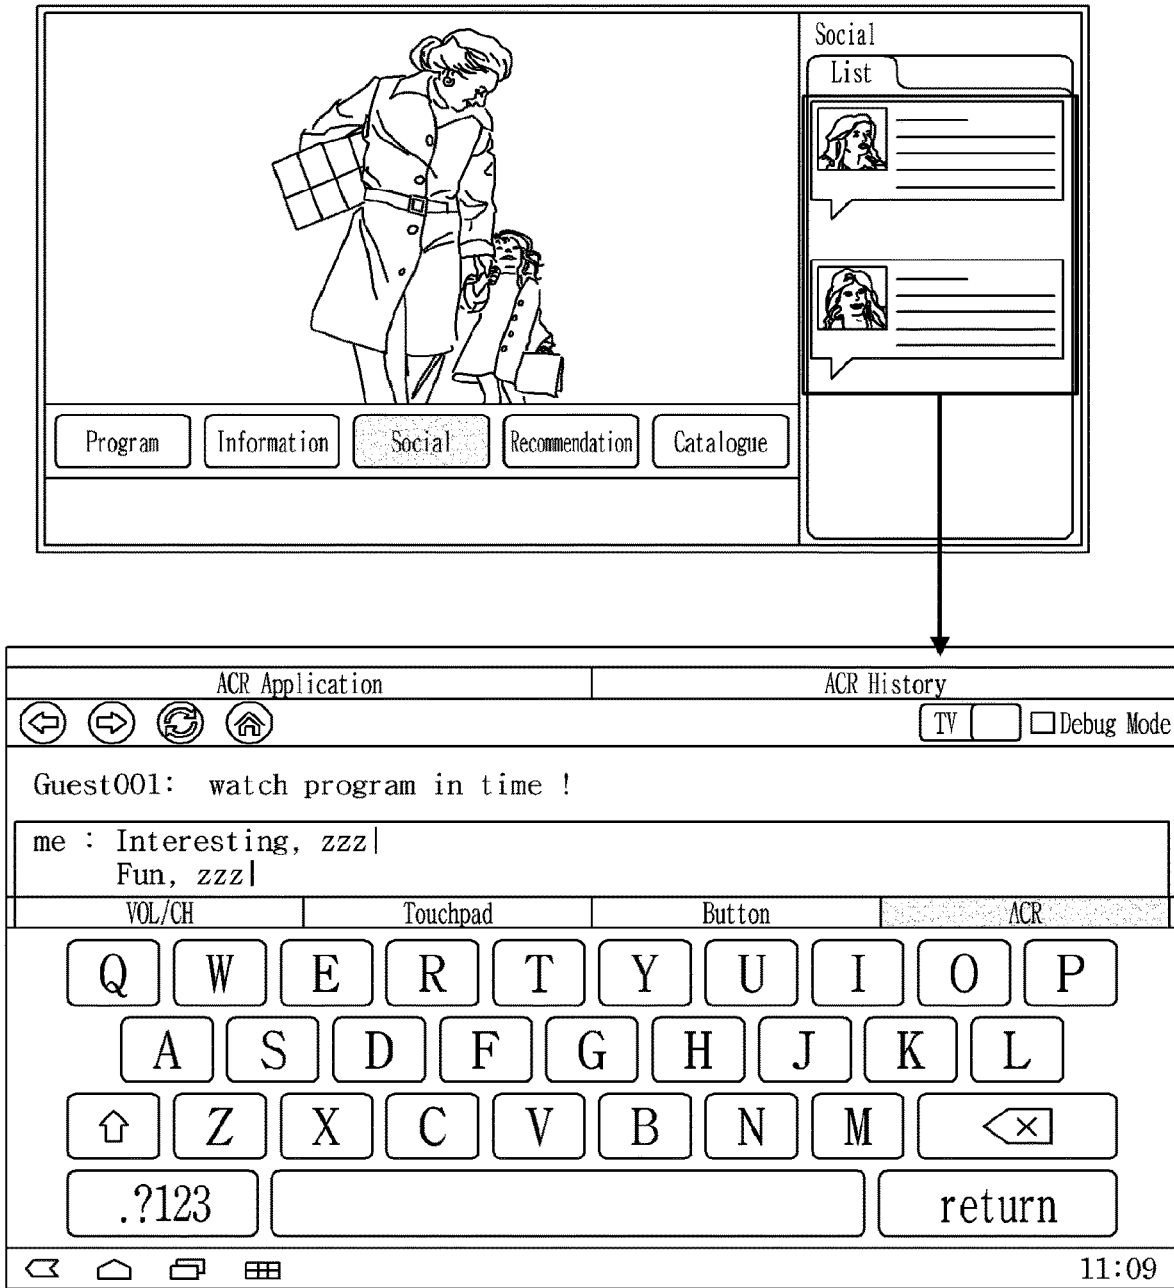 Social
List
Program Information Social Recommendation Catalogue
ACR Application ACR History
TV Debug Mode
Guest001: watch program in time !
me : Interesting, zzz|
Fun, zzz|
VOL/CH Touchpad Button ACR
Q W E R T Y U I O P
A S D F G H J K L
Z X C V B N M
.?123 return
11:09